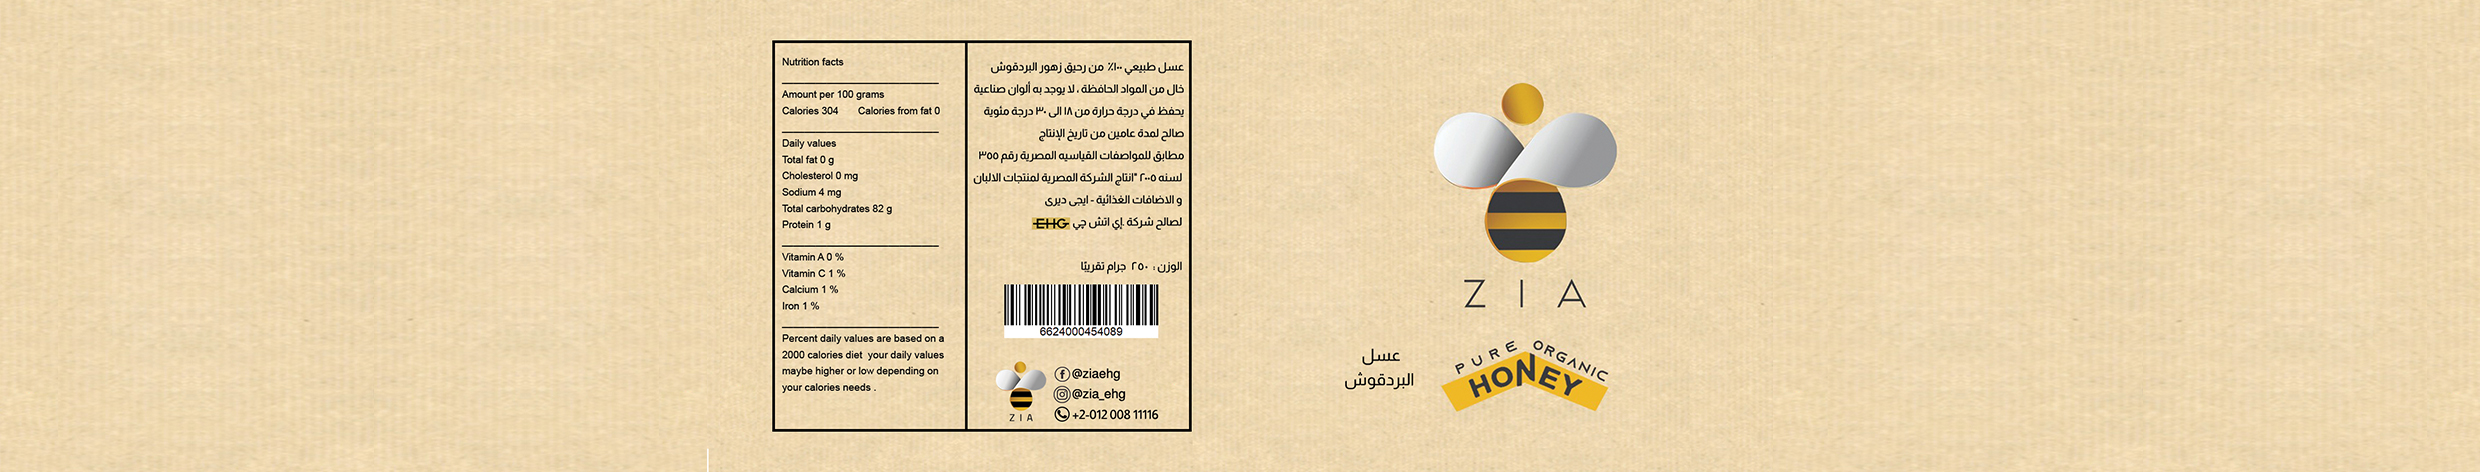 Nutrition facts
Amount per 100 grams
Calories 304 Calories from fat 0
Daily values
Total fat 0 g
Cholesterol 0 mg
Sodium 4 mg
Total carbohydrates 82 g
Protein 1 g
Vitamin A 0 %
Vitamin C 1 %
Calcium 1 %
Iron 1 %
Percent daily values are based on a
2000 calories diet your daily values
maybe higher or low depending on
your calories needs .
عسل طبيعي ١٠٠٪ من رحيق زهور البردقوش
خال من المواد الحافظة ، لا يوجد به ألوان صناعية
يحفظ في درجة حرارة من ١٨ الى ٣٠ درجة مئوية
صالح لمدة عامين من تاريخ الإنتاج
مطابق للمواصفات القياسيه المصرية رقم ٣٥٥
لسنه ٢٠٠٥ "انتاج الشركة المصرية لمنتجات الالبان
و الاضافات الغذائية - ايجى ديرى
لصالح شركة .إي اتش چي EHG
الوزن : ٢٥٠ جرام تقريبًا
6624000454089
@ziaehg
@zia_ehg
+2-012 008 11116
ZIA
ZIA
عسل
البردقوش
PURE ORGANIC
HONEY